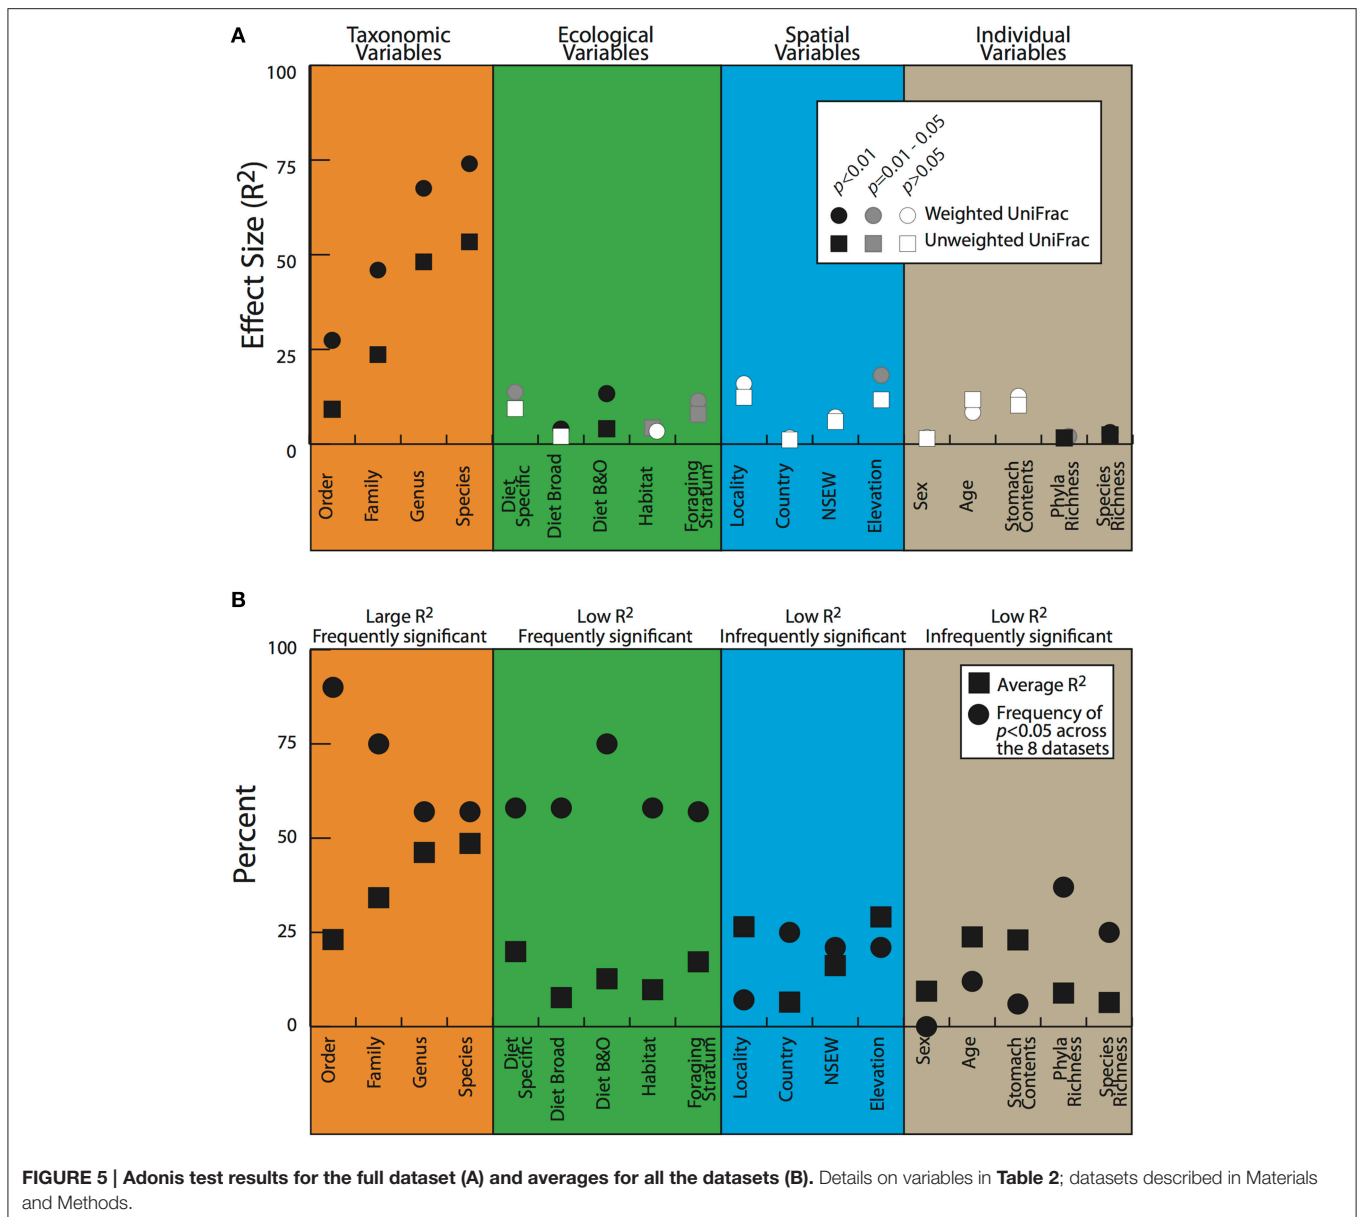 A
Taxonomic
Variables
Ecological
Variables
Spatial
Variables
Individual
Variables
100
75
50
25
0
Effect Size (R²)
p<0.01
p=0.01 - 0.05
p>0.05
Weighted UniFrac
Unweighted UniFrac
Order
Family
Genus
Species
Diet
Specific
Diet Broad
Diet B&O
Habitat
Foraging
Stratum
Locality
Country
NSEW
Elevation
Sex
Age
Stomach
Contents
Phyla
Richness
Species
Richness
B
Large R²
Frequently significant
Low R²
Frequently significant
Low R²
Infrequently significant
Low R²
Infrequently significant
100
75
50
25
0
Percent
Average R²
Frequency of
p<0.05 across
the 8 datasets
Order
Family
Genus
Species
Diet
Specific
Diet Broad
Diet B&O
Habitat
Foraging
Stratum
Locality
Country
NSEW
Elevation
Sex
Age
Stomach
Contents
Phyla
Richness
Species
Richness
FIGURE 5 | Adonis test results for the full dataset (A) and averages for all the datasets (B). Details on variables in Table 2; datasets described in Materials
and Methods.